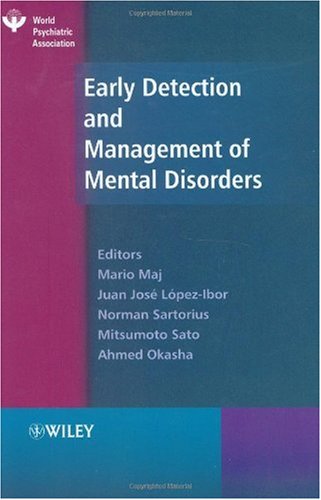 World
Psychiatric
Association
Early Detection
and
Management of
Mental Disorders
Editors
Mario Maj
Juan José López-Ibor
Norman Sartorius
Mitsumoto Sato
Ahmed Okasha
WILEY